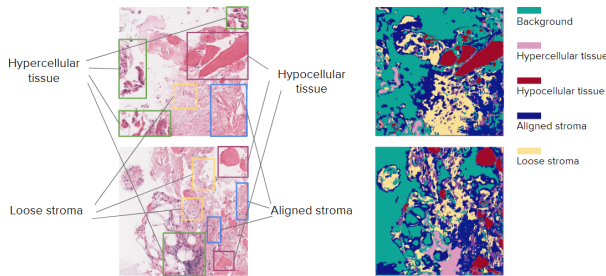 Hypercellular
tissue
Loose stroma
Hypocellular
tissue
Aligned stroma
Background
Hypercellular tissue
Hypocellular tissue
Aligned stroma
Loose stroma